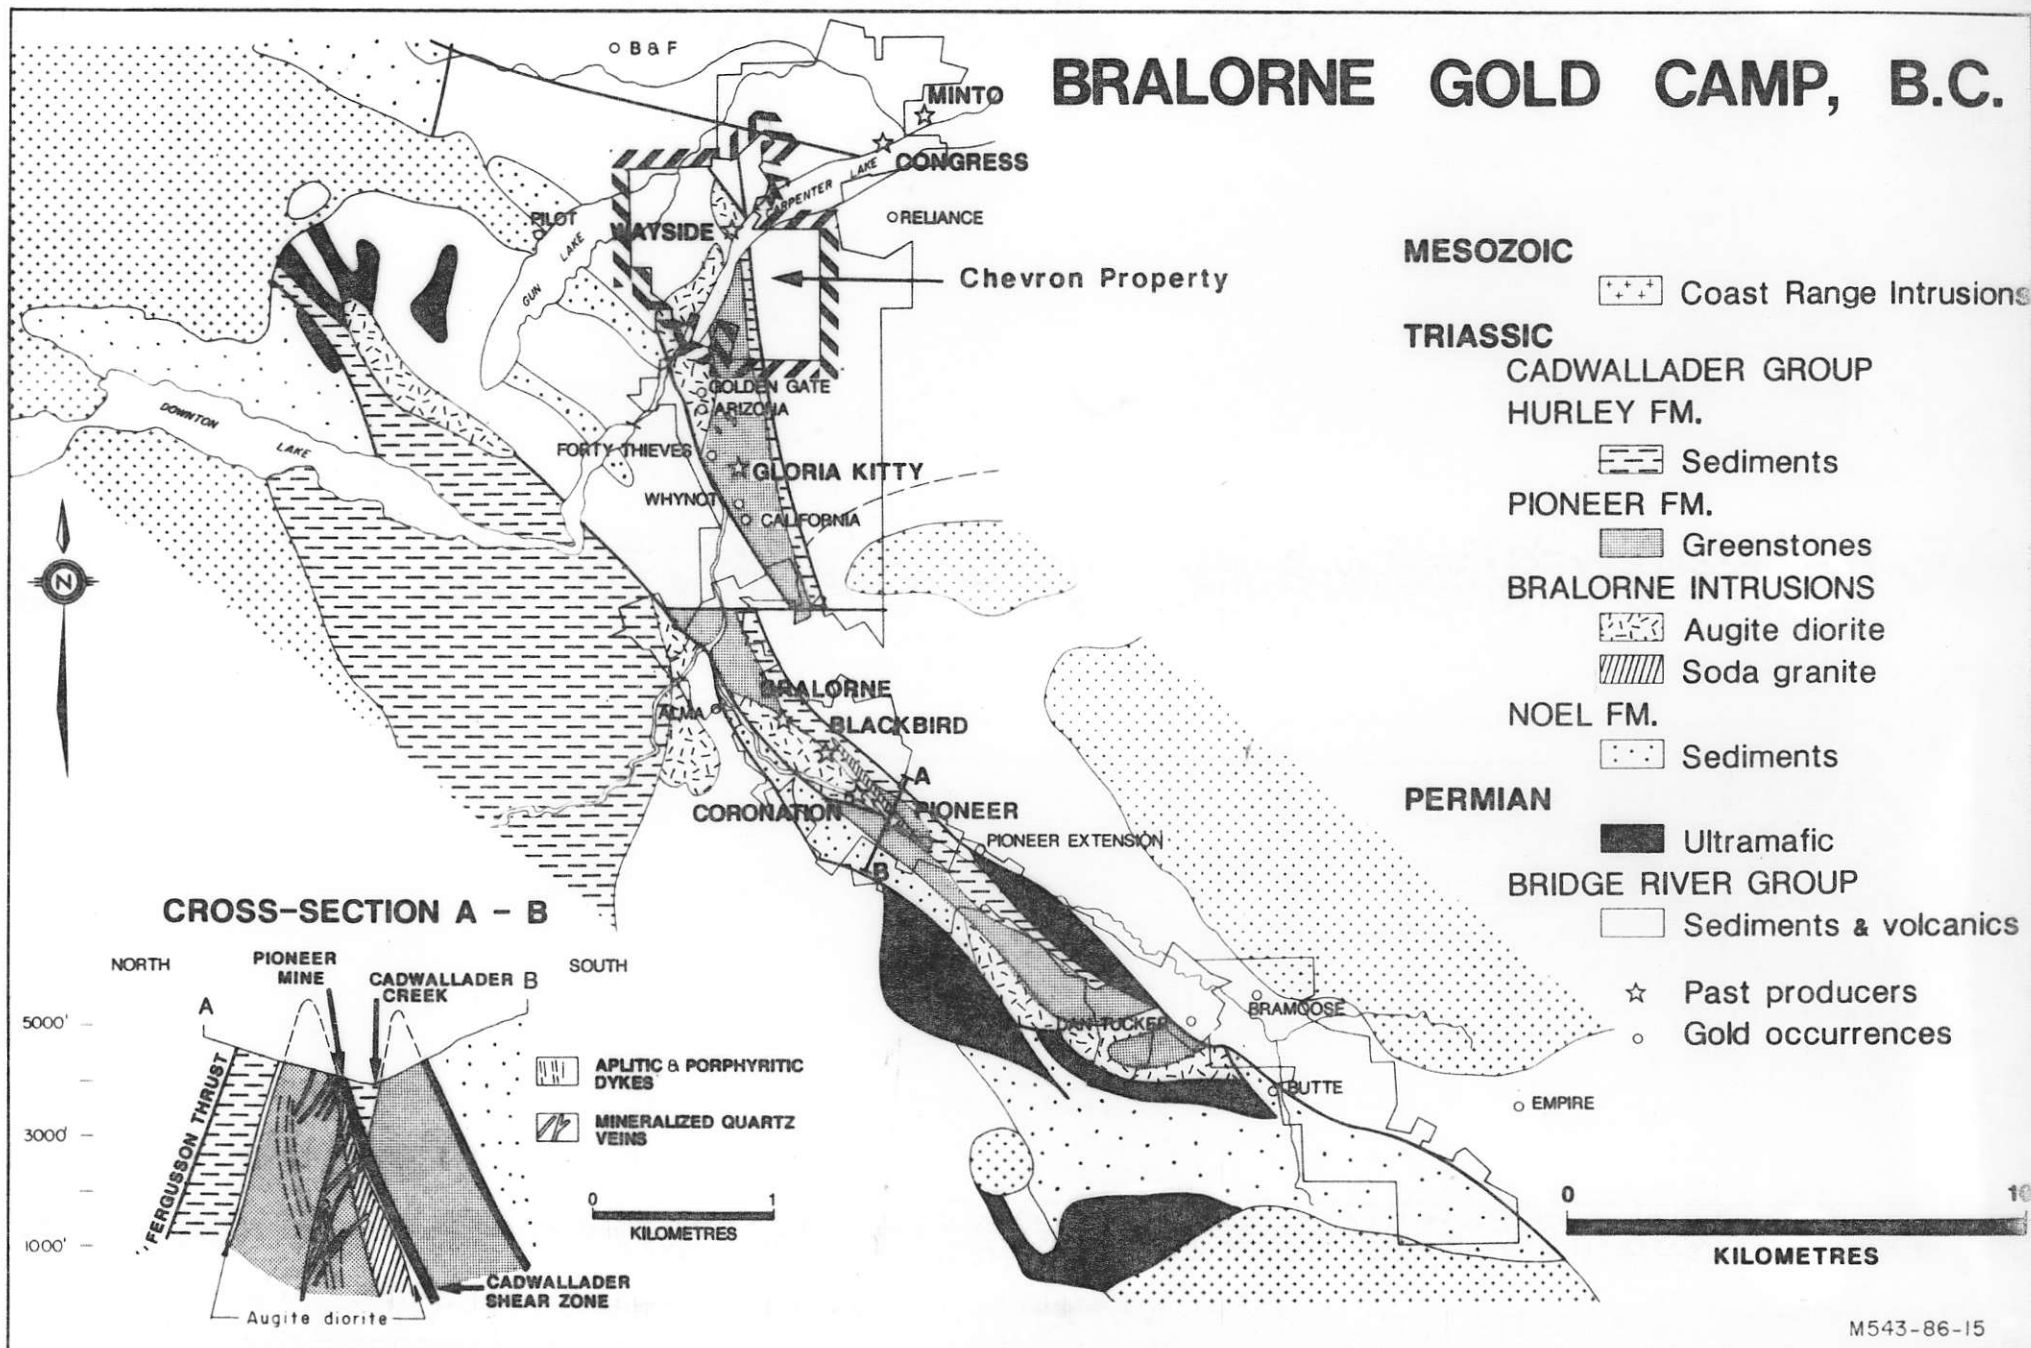 BRALORNE GOLD CAMP, B.C.
B & F
MINTO
CONGRESS
CARPENTER LAKE
RELIANCE
PILOT
WAYSIDE
GUN LAKE
Chevron Property
GOLDEN GATE
ARIZONA
DOWNTON LAKE
FORTY THIEVES
GLORIA KITTY
WHYNOT
CALIFORNIA
N
BRALORNE
ALMA
BLACKBIRD
A
CORONATION
PIONEER
PIONEER EXTENSION
B
DAN TUCKER
BRAMOOSE
BUTTE
EMPIRE
MESOZOIC
Coast Range Intrusions
TRIASSIC
CADWALLADER GROUP
HURLEY FM.
Sediments
PIONEER FM.
Greenstones
BRALORNE INTRUSIONS
Augite diorite
Soda granite
NOEL FM.
Sediments
PERMIAN
Ultramafic
BRIDGE RIVER GROUP
Sediments & volcanics
Past producers
Gold occurrences
0 10
KILOMETRES
CROSS-SECTION A - B
NORTH
PIONEER
MINE
CADWALLADER
CREEK
SOUTH
A
B
5000'
3000'
1000'
FERGUSSON THRUST
APLITIC & PORPHYRITIC
DYKES
MINERALIZED QUARTZ
VEINS
0 1
KILOMETRES
CADWALLADER
SHEAR ZONE
Augite diorite
M543-86-15